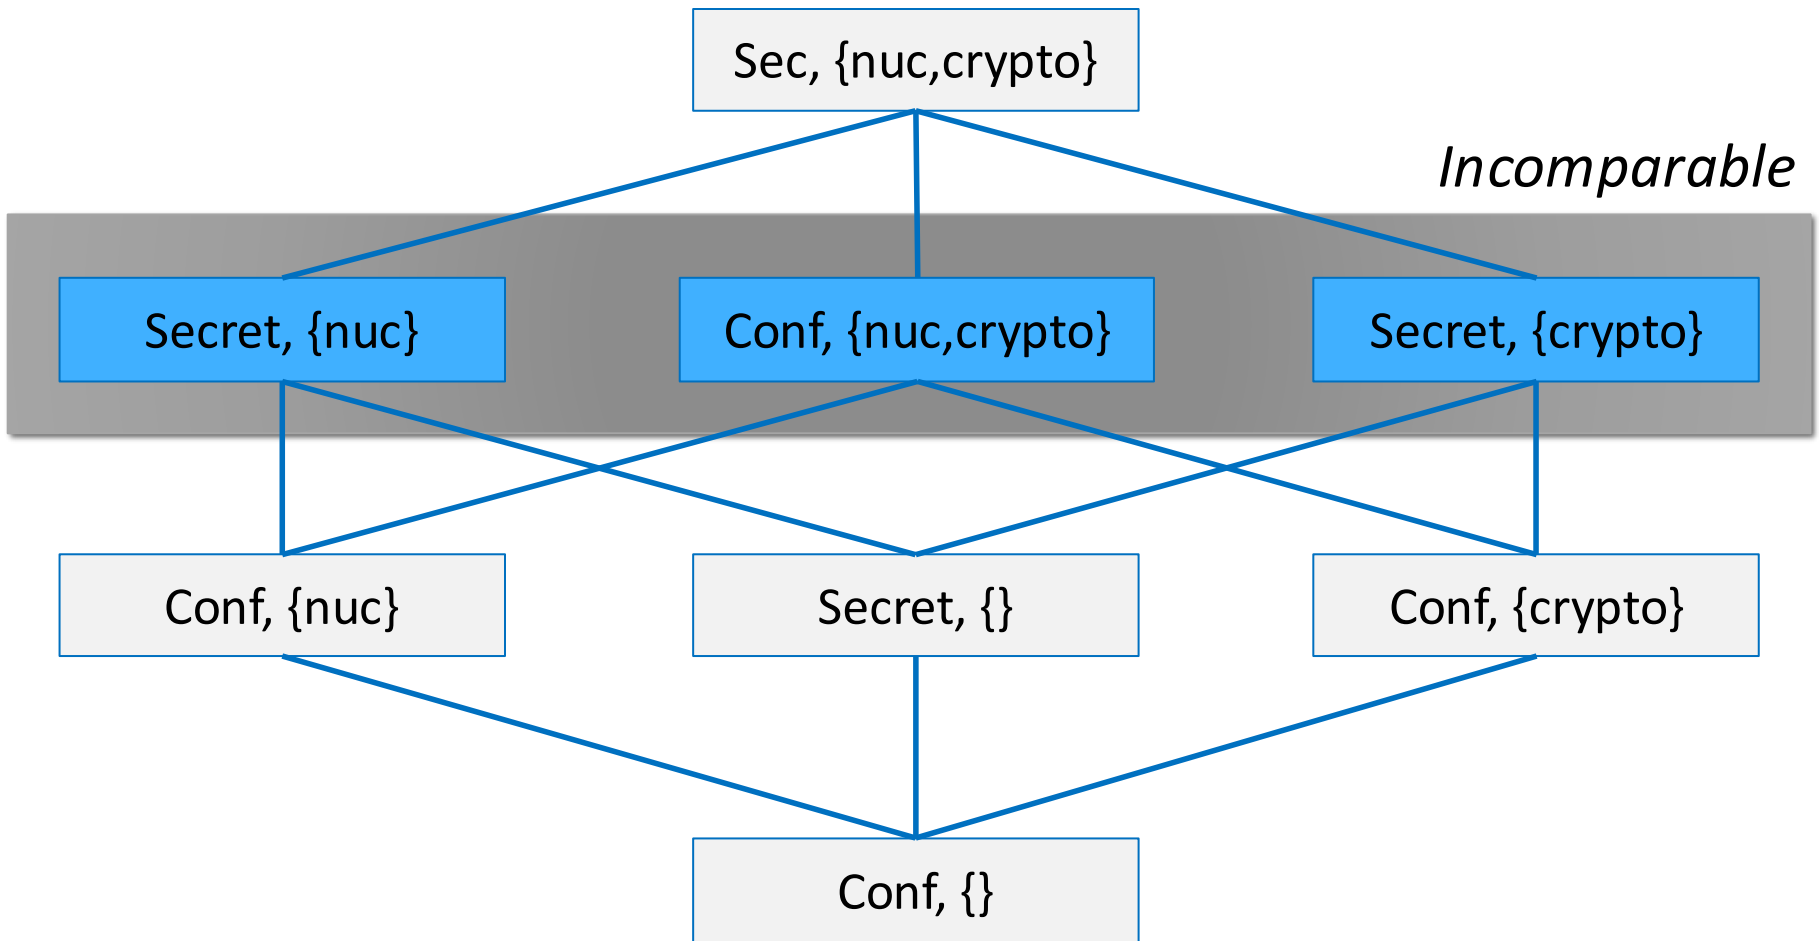 Sec, {nuc,crypto}
Incomparable
Secret, {nuc}
Conf, {nuc,crypto}
Secret, {crypto}
Conf, {nuc}
Secret, {}
Conf, {crypto}
Conf, {}